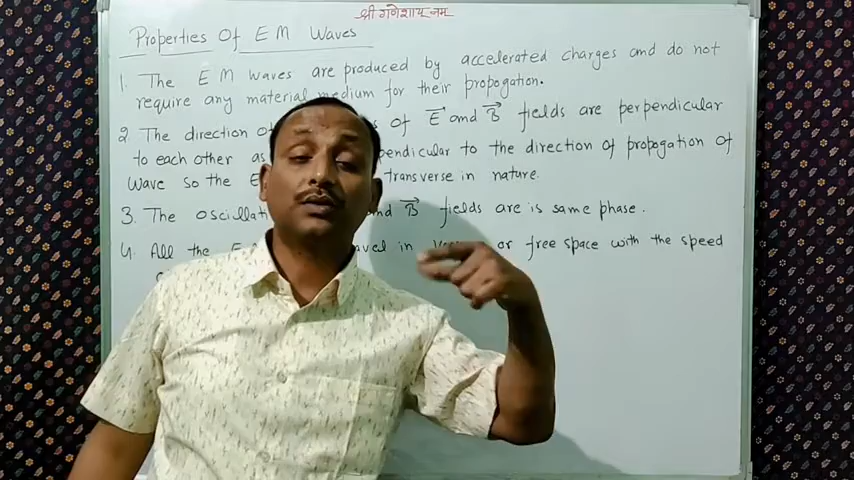 श्री गणेशाय नमः
Properties Of EM Waves
1. The EM waves are produced by accelerated charges and do not
require any material medium for their propogation.
2 The direction of E and B fields are perpendicular
to each other pendicular to the direction of propogation of
Wave so the transverse in nature.
3. The and B fields are is same phase.
4. All the in or free space with the speed